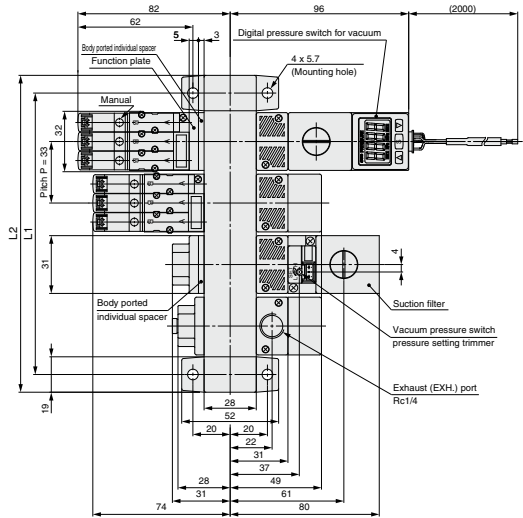 82
96
(2000)
62
5
3
Digital pressure switch for vacuum
Body ported individual spacer
Function plate
4 x 5.7
(Mounting hole)
Manual
32
Pitch P = 33
L2
L1
31
4
Suction filter
Body ported
individual spacer
Vacuum pressure switch
pressure setting trimmer
Exhaust (EXH.) port
Rc1/4
19
28
52
20
20
22
31
37
28
49
31
61
74
80